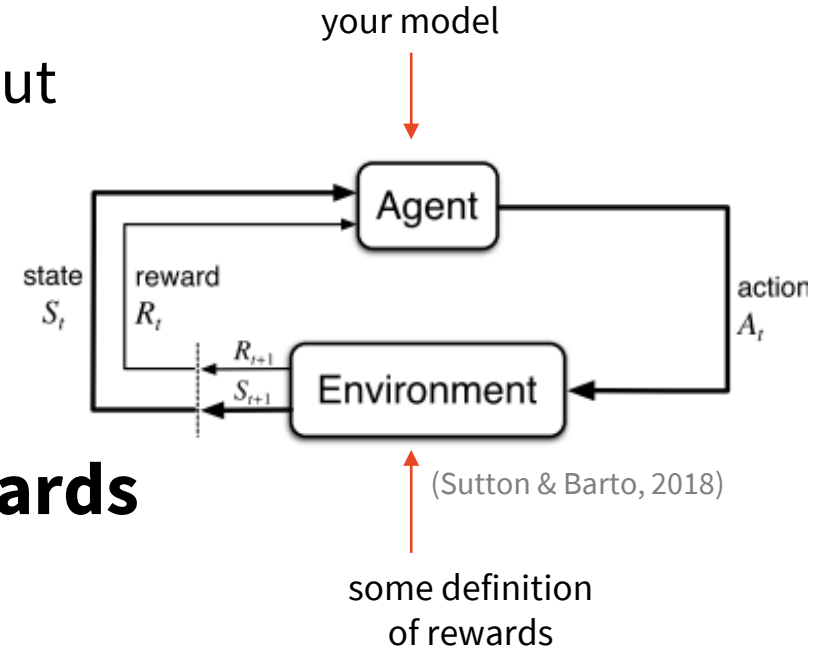 your model
ut
Agent
state
S_t
reward
R_t
action
A_t
R_{t+1}
S_{t+1}
Environment
ards
(Sutton & Barto, 2018)
some definition
of rewards